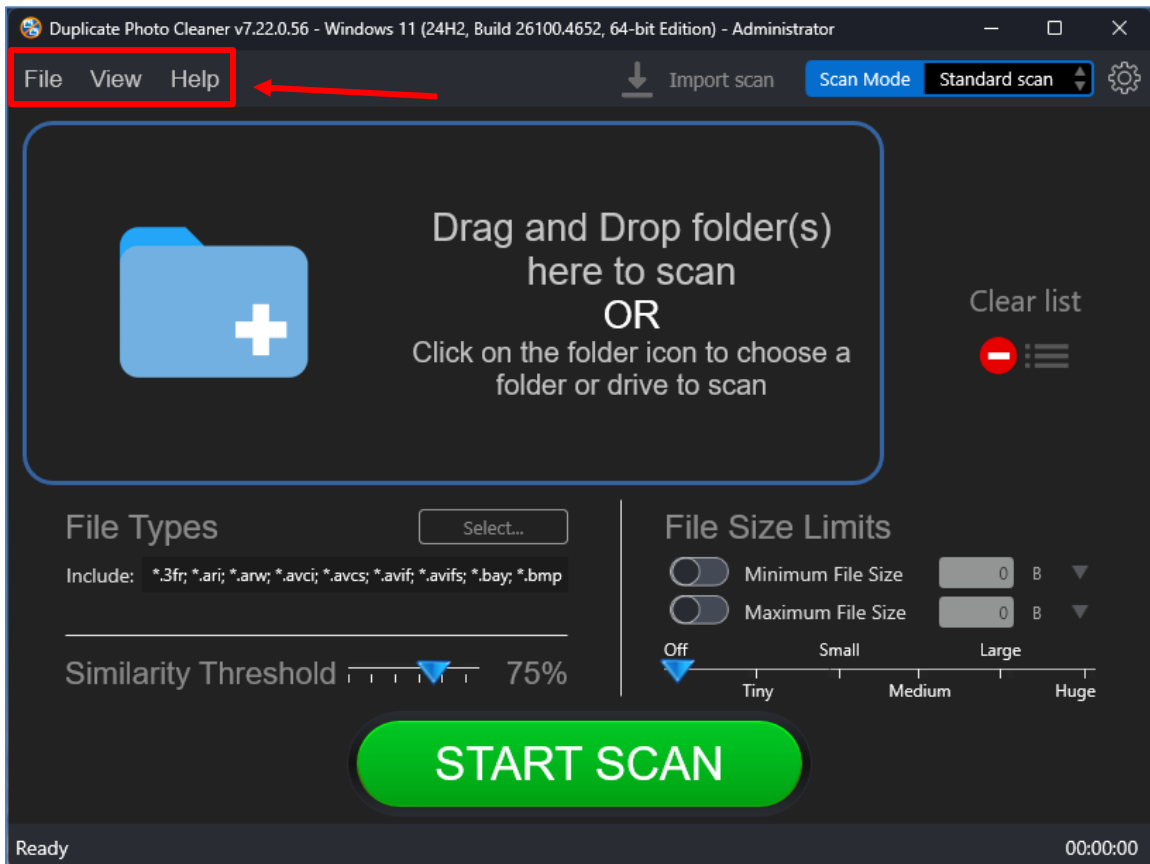 Duplicate Photo Cleaner v7.22.0.56 - Windows 11 (24H2, Build 26100.4652, 64-bit Edition) - Administrator
File View Help
Import scan
Scan Mode
Standard scan
Drag and Drop folder(s)
here to scan
OR
Click on the folder icon to choose a
folder or drive to scan
Clear list
File Types
Select...
Include: *.3fr; *.ari; *.arw; *.avci; *.avcs; *.avif; *.avifs; *.bay; *.bmp
Similarity Threshold
75%
File Size Limits
Minimum File Size
0 B
Maximum File Size
0 B
Off Small Large
Tiny Medium Huge
START SCAN
Ready
00:00:00